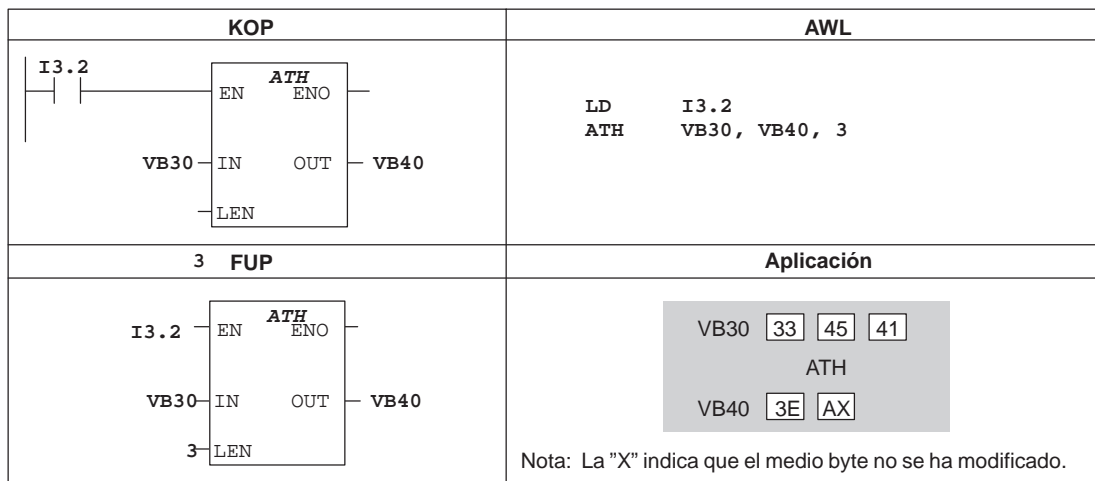 KOP
AWL
I3.2
ATH
EN ENO
VB30 IN OUT VB40
LEN
LD I3.2
ATH VB30, VB40, 3
3 FUP
Aplicación
ATH
I3.2 EN ENO
VB30 IN OUT VB40
3 LEN
VB30 33 45 41
ATH
VB40 3E AX
Nota: La ”X” indica que el medio byte no se ha modificado.